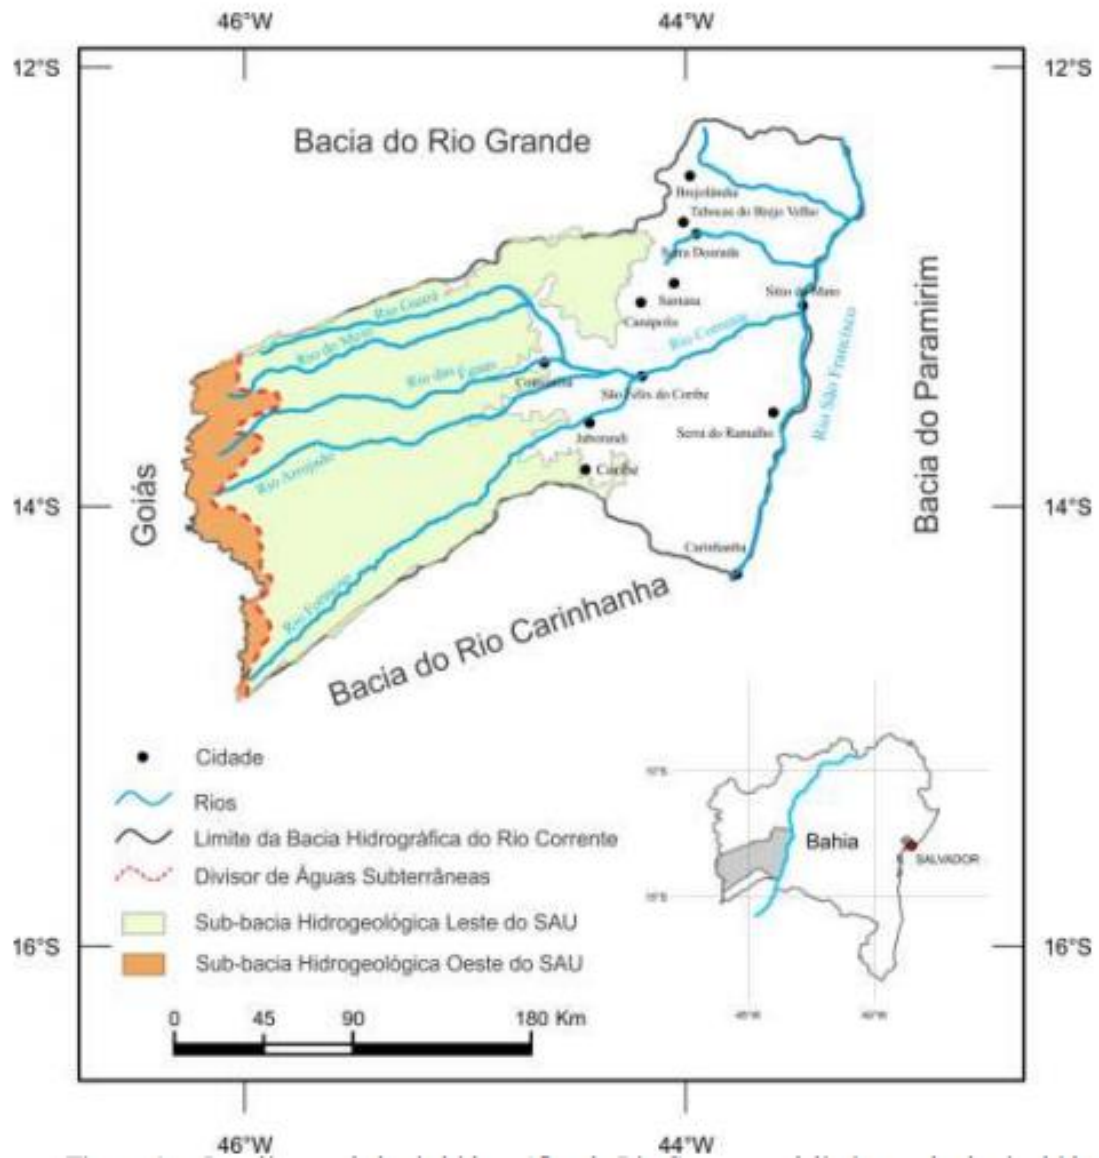 46°W 44°W
12°S 12°S
Bacia do Rio Grande
Brejolândia
Tabocas do Brejo Velho
Serra Dourada
Santana
Sítio do Mato
Canápolis
Rio Guará
Rio do Meio
Rio Corrente
Rio das Éguas
Correntina
São Félix do Coribe
Rio São Francisco
Bacia do Paramirim
Serra do Ramalho
Jaborandi
Rio Arrojado
Coribe
Goiás
14°S 14°S
Carinhanha
Rio Formoso
Bacia do Rio Carinhanha
Cidade
Rios
Limite da Bacia Hidrográfica do Rio Corrente
Divisor de Águas Subterrâneas
Sub-bacia Hidrogeológica Leste do SAU
Sub-bacia Hidrogeológica Oeste do SAU
Bahia
SALVADOR
16°S 16°S
0 45 90 180 Km
46°W 44°W